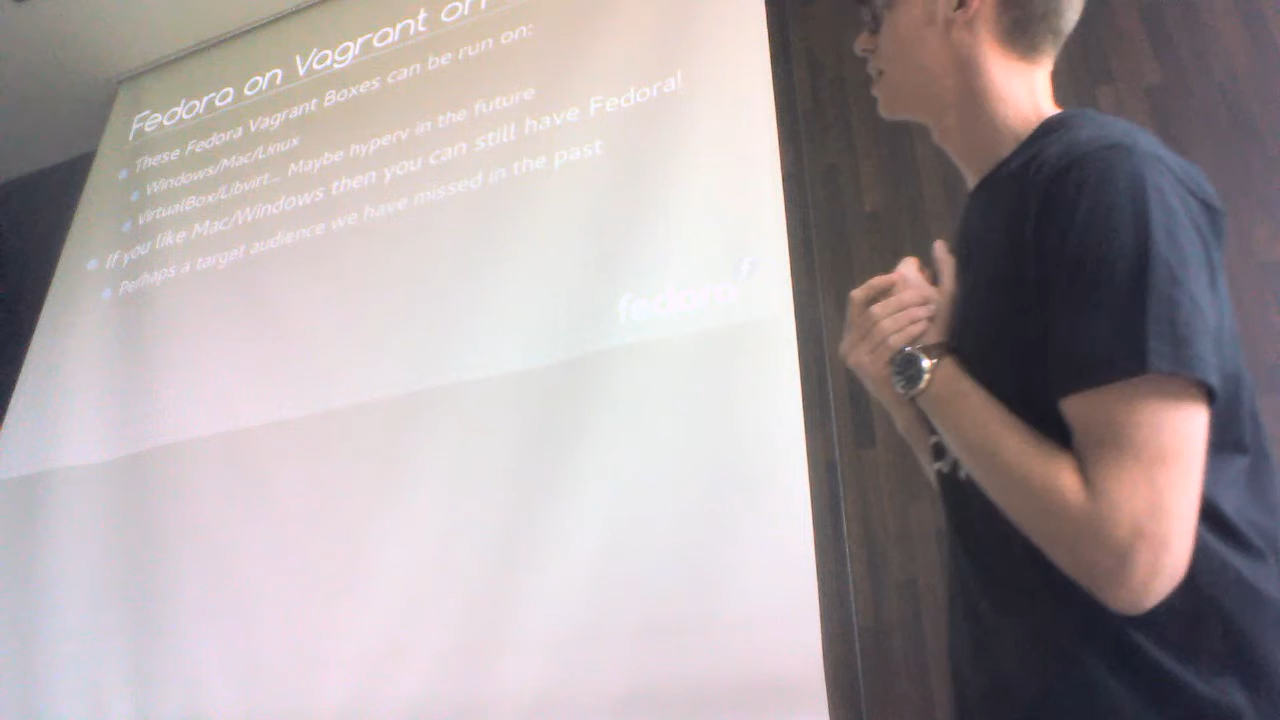 Fedora on Vagrant on
These Fedora Vagrant Boxes can be run on:
Windows/Mac/Linux
VirtualBox/Libvirt... Maybe hyperv in the future
If you like Mac/Windows then you can still have Fedora!
Perhaps a target audience we have missed in the past
fedora